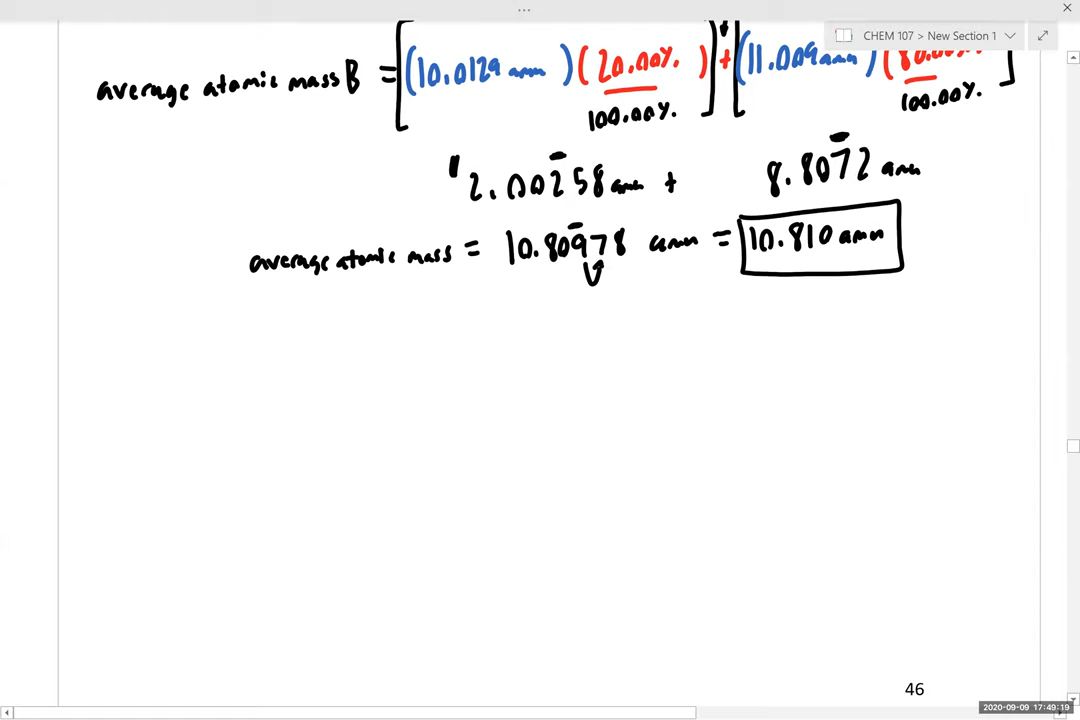 CHEM 107 > New Section 1
average atomic mass B = [(10.0129 amu)(20.00%/100.00%)] + [(11.009 amu)(80.00%/100.00%)]
2.00258 amu + 8.8072 amu
average atomic mass = 10.80978 amu = 10.810 amu
46
2020-09-09 17:49:19